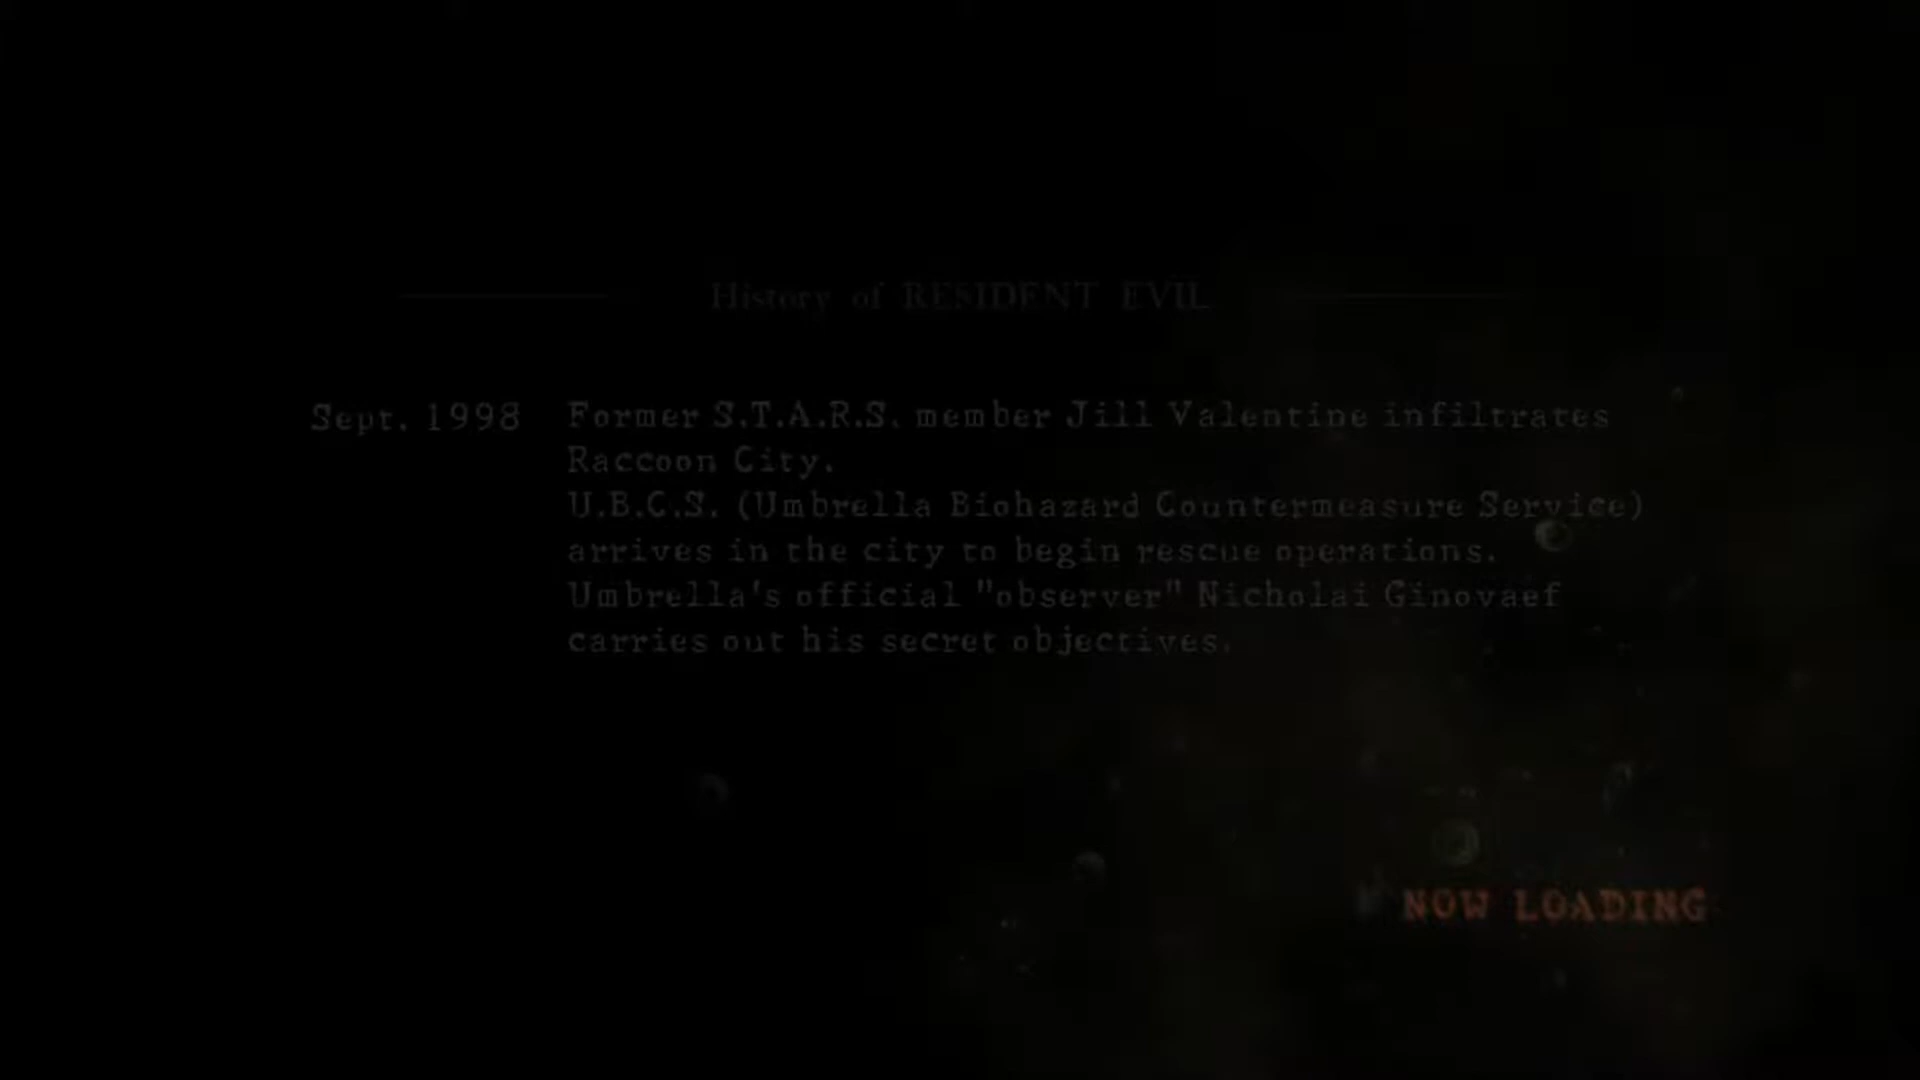 History of RESIDENT EVIL
Sept. 1998 Former S.T.A.R.S. member Jill Valentine infiltrates
Raccoon City.
U.B.C.S. (Umbrella Biohazard Countermeasure Service)
arrives in the city to begin rescue operations.
Umbrella's official "observer" Nicholai Ginovaef
carries out his secret objectives.
NOW LOADING